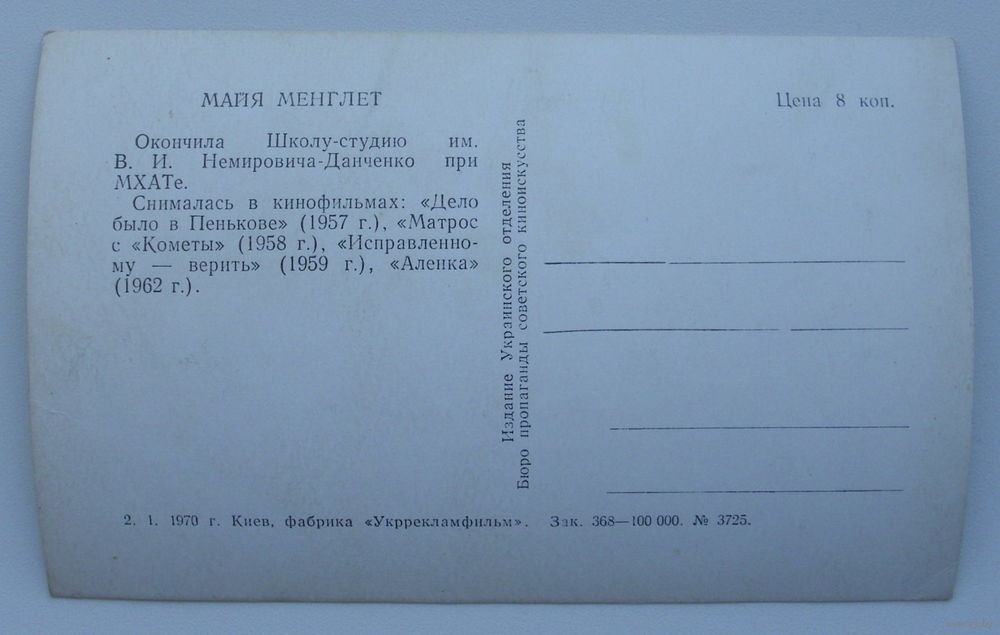 МАЙЯ МЕНГЛЕТ
Окончила Школу-студию им.
В. И. Немировича-Данченко при
МХАТе.
Снималась в кинофильмах: «Дело
было в Пенькове» (1957 г.), «Матрос
с «Кометы» (1958 г.), «Исправленно-
му — верить» (1959 г.), «Аленка»
(1962 г.).
Издание Украинского отделения
Бюро пропаганды советского киноискусства
Цена 8 коп.
2. 1. 1970 г. Киев, фабрика «Укррекламфильм». Зак. 368—100 000. № 3725.